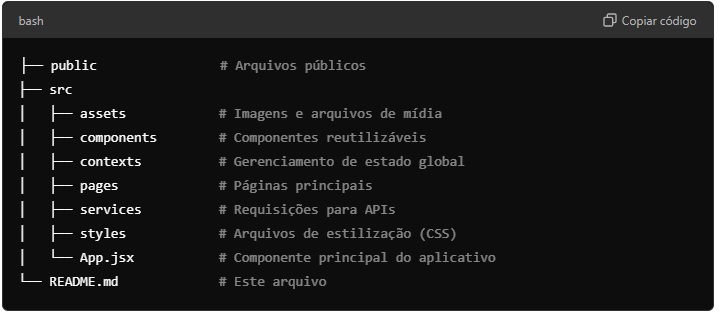 bash Copiar código
├── public # Arquivos públicos
├── src
│ ├── assets # Imagens e arquivos de mídia
│ ├── components # Componentes reutilizáveis
│ ├── contexts # Gerenciamento de estado global
│ ├── pages # Páginas principais
│ ├── services # Requisições para APIs
│ ├── styles # Arquivos de estilização (CSS)
│ └── App.jsx # Componente principal do aplicativo
└── README.md # Este arquivo